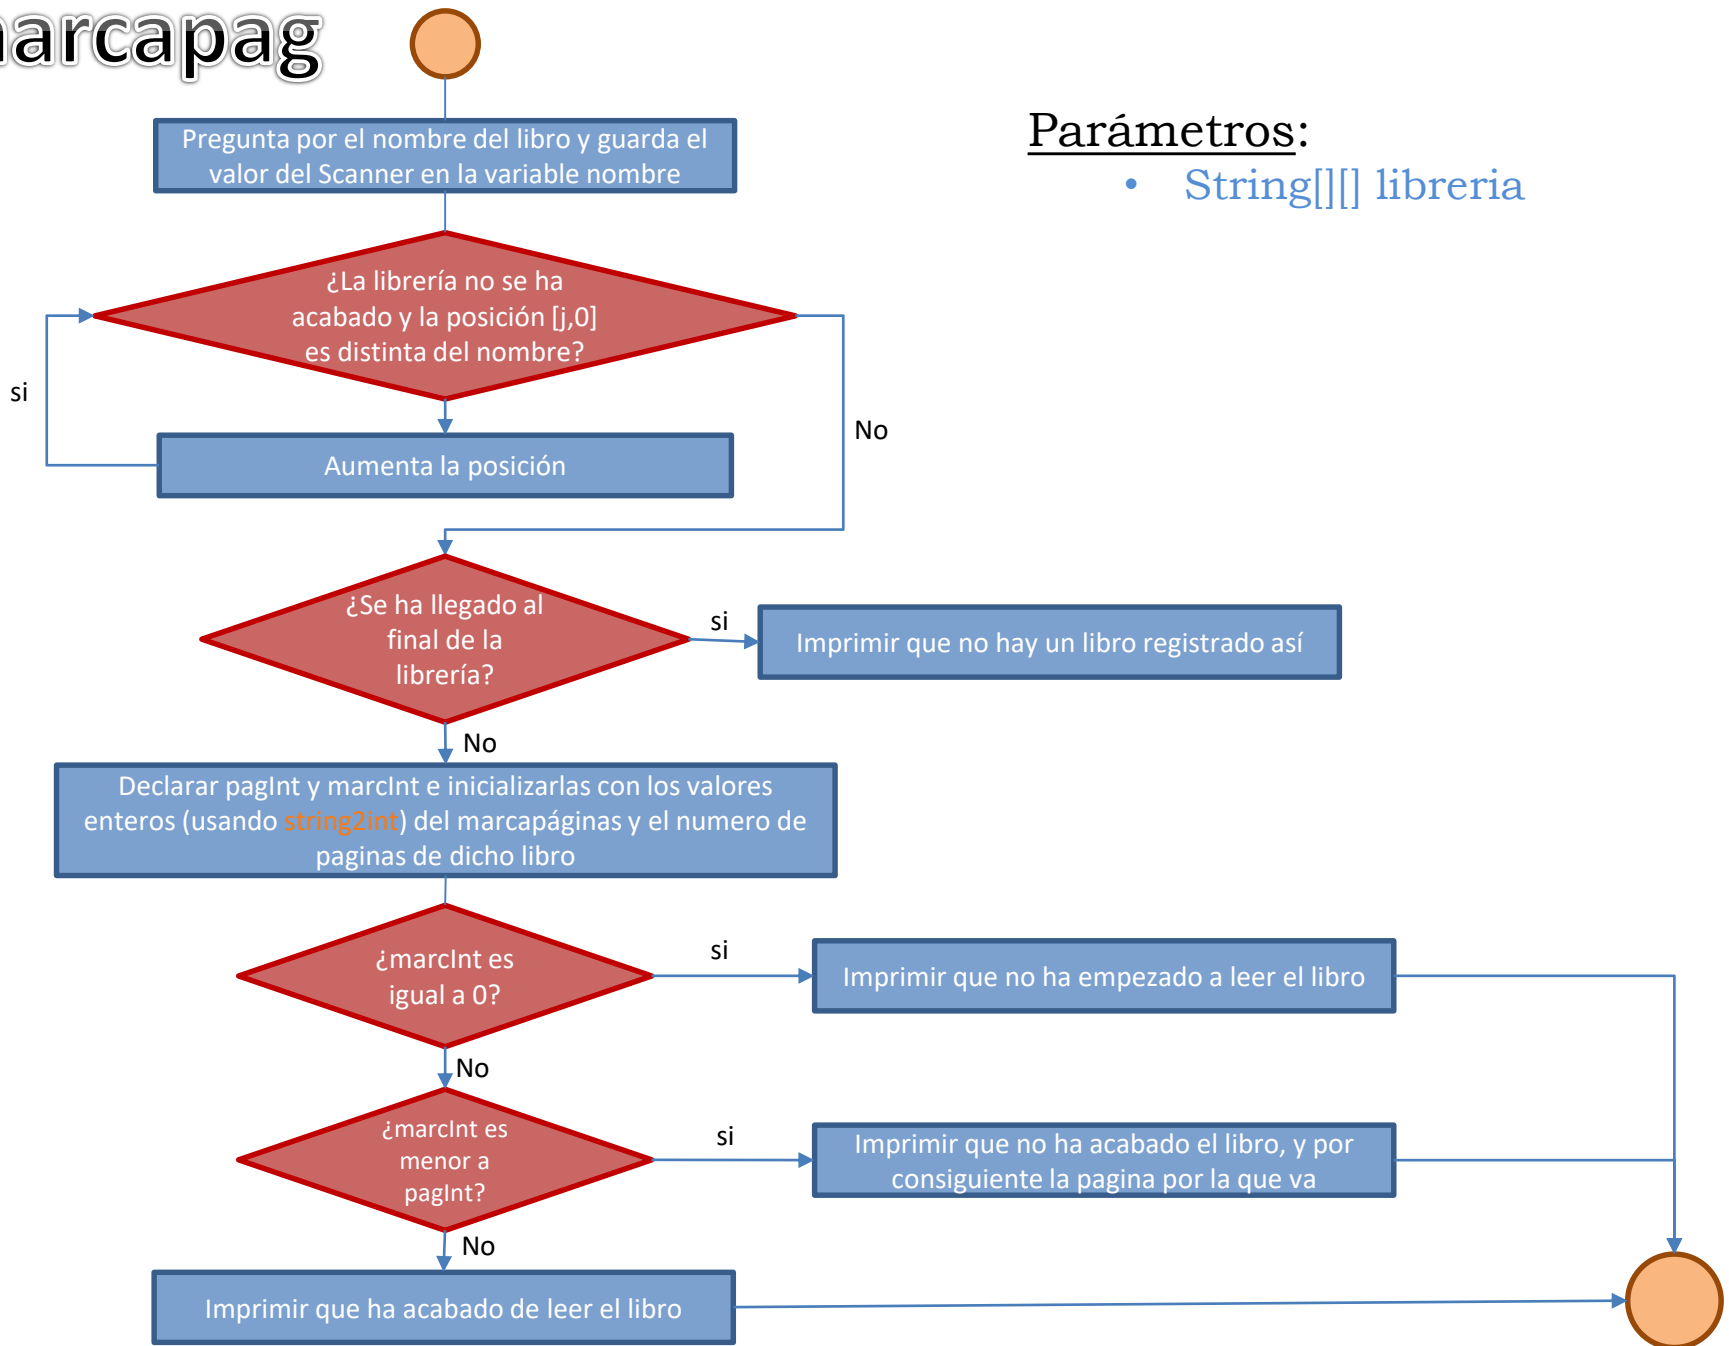 arcapag
Pregunta por el nombre del libro y guarda el
valor del Scanner en la variable nombre
Parámetros:
• String[][] libreria
¿La librería no se ha
acabado y la posición [j,0]
es distinta del nombre?
si
No
Aumenta la posición
¿Se ha llegado al
final de la
librería?
si
Imprimir que no hay un libro registrado así
No
Declarar pagInt y marcInt e inicializarlas con los valores
enteros (usando string2int) del marcapáginas y el numero de
paginas de dicho libro
¿marcInt es
igual a 0?
si
Imprimir que no ha empezado a leer el libro
No
¿marcInt es
menor a
pagInt?
si
Imprimir que no ha acabado el libro, y por
consiguiente la pagina por la que va
No
Imprimir que ha acabado de leer el libro